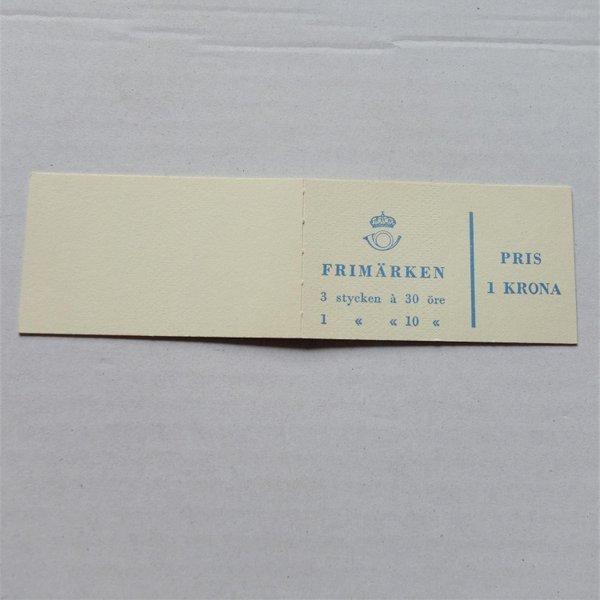 FRIMÄRKEN
3 stycken à 30 öre
1 « « 10 «
PRIS
1 KRONA